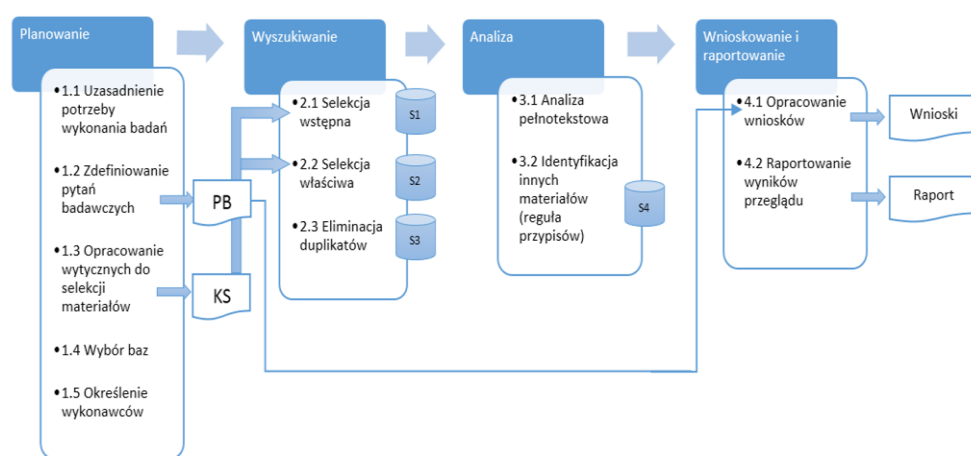 Planowanie
•1.1 Uzasadnienie
potrzeby
wykonania badań
•1.2 Zdefiniowanie
pytań
badawczych
•1.3 Opracowanie
wytycznych do
selekcji
materiałów
•1.4 Wybór baz
•1.5 Określenie
wykonawców
PB
KS
Wyszukiwanie
•2.1 Selekcja
wstępna
•2.2 Selekcja
właściwa
•2.3 Eliminacja
duplikatów
S1
S2
S3
Analiza
•3.1 Analiza
pełnotekstowa
•3.2 Identyfikacja
innych
materiałów
(reguła
przypisów)
S4
Wnioskowanie i
raportowanie
•4.1 Opracowanie
wniosków
•4.2 Raportowanie
wyników
przeglądu
Wnioski
Raport